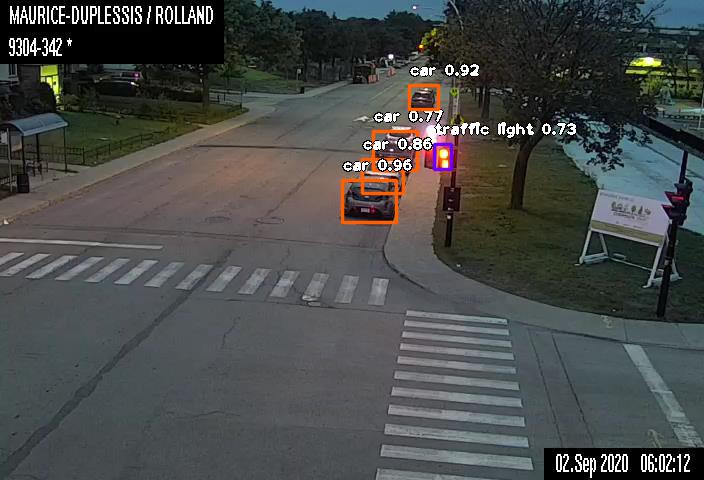 MAURICE-DUPLESSIS / ROLLAND
9304-342 *
car 0.92
car 0.77
traffic light 0.73
car 0.86
car 0.96
02.Sep 2020 06:02:12